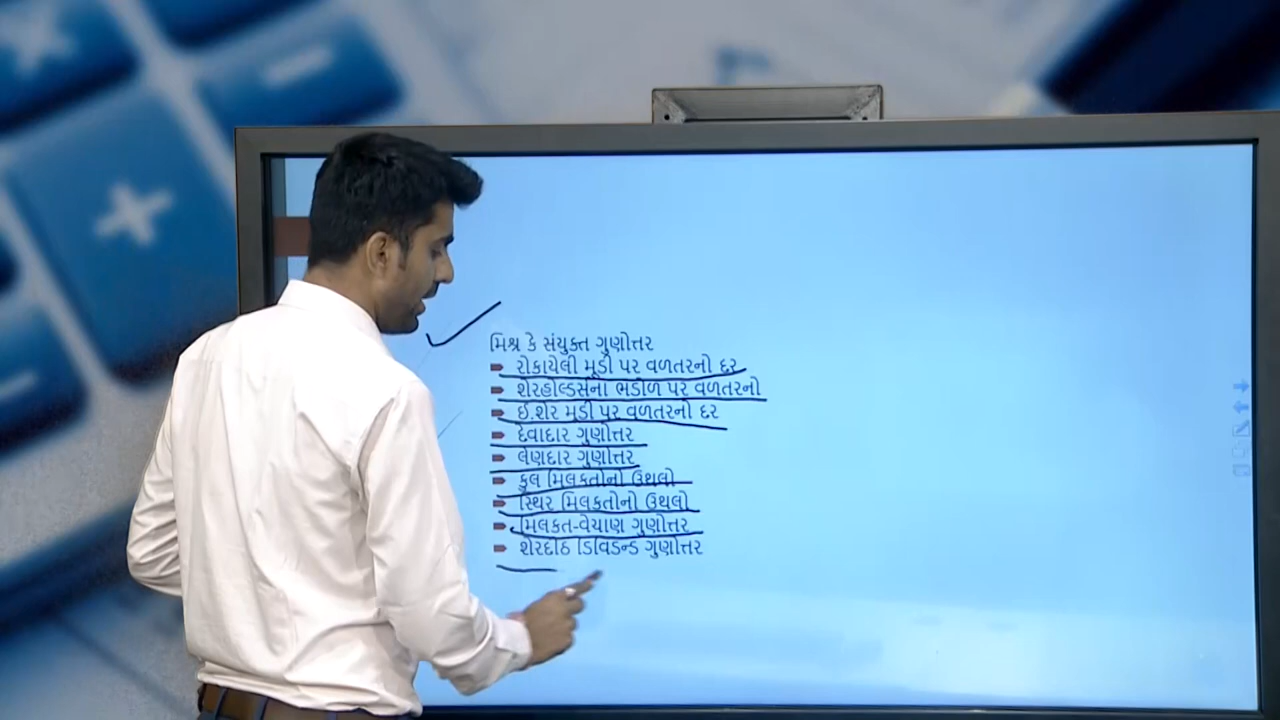 મિશ્ર કે સંયુક્ત ગુણોત્તર
રોકાયેલી મૂડી પર વળતરનો દર
શેરહોલ્ડર્સના ભંડોળ પર વળતરનો
ઈ.શેર મૂડી પર વળતરનો દર
દેવાદાર ગુણોત્તર
લેણદાર ગુણોત્તર
કુલ મિલકતોનો ઉથલો
સ્થિર મિલકતોનો ઉથલો
મિલકત-વેચાણ ગુણોત્તર
શેરદીઠ ડિવિડન્ડ ગુણોત્તર